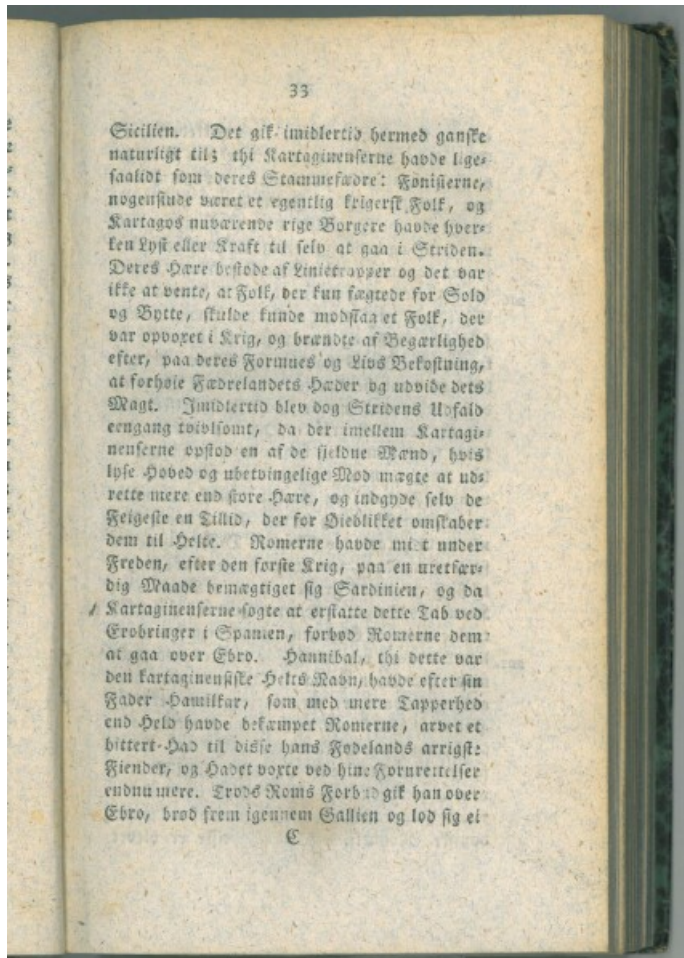 33
Sicilien. Det gik imidlertid hermed ganske
naturligt til; thi Kartaginenserne havde lige-
saalidt som deres Stammefædre: Fønisierne,
nogensinde været et egentlig krigersk Folk, og
Kartagos nuværende rige Borgere havde hver-
ken Lyst eller Kraft til selv at gaa i Striden.
Deres Hære bestode af Linietropper og det var
ikke at vente, at Folk, der kun fægtede for Sold
og Bytte, skulde kunde modstaa et Folk, der
var opvoxet i Krig, og brændte af Begærlighed
efter, paa deres Formues og Livs Bekostning,
at forhøie Fædrelandets Hæder og udvide dets
Magt. Imidlertid blev dog Stridens Udfald
eengang tvivlsomt, da der imellem Kartagi-
nenserne opstod en af de sjeldne Mænd, hvis
lyse Hoved og ubetvingelige Mod mægte at ud-
rette mere end store Hære, og indgyde selv de
Feigeste en Tillid, der for Øieblikket omskaber
dem til Helte. Romerne havde midt under
Freden, efter den første Krig, paa en uretfær-
dig Maade bemægtiget sig Sardinien, og da
Kartaginenserne søgte at erstatte dette Tab ved
Erobringer i Spanien, forbød Romerne dem
at gaa over Ebro. Hannibal, thi dette var
den kartaginensiske Helts Navn, havde efter sin
Fader Hamilkar, som med mere Tapperhed
end Held havde bekæmpet Romerne, arvet et
bittert Had til disse hans Fødelands arrigste
Fiender, og Hadet voxte ved hine Fornrettelser
endnu mere. Trods Roms Forbud gik han over
Ebro, brød frem igennem Gallien og lod sig ei
C